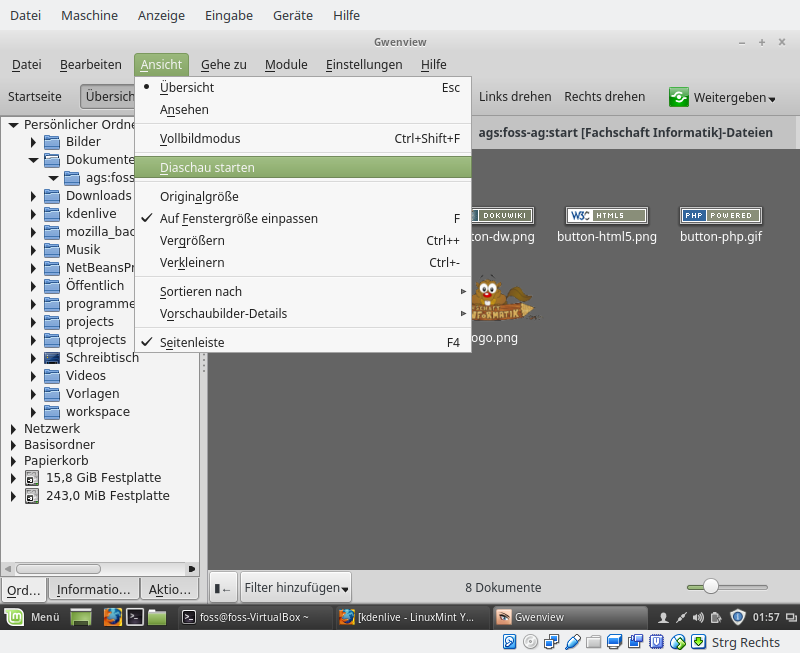 Datei Maschine Anzeige Eingabe Geräte Hilfe
Gwenview
Datei Bearbeiten Ansicht Gehe zu Module Einstellungen Hilfe
Startseite Übersich Links drehen Rechts drehen Weitergeben
Übersicht Esc
Ansehen
Vollbildmodus Ctrl+Shift+F
Diaschau starten
Originalgröße
Auf Fenstergröße einpassen F
Vergrößern Ctrl++
Verkleinern Ctrl+-
Sortieren nach
Vorschaubilder-Details
Seitenleiste F4
Persönlicher Ordne
Bilder
Dokumente
ags:foss
Downloads
kdenlive
mozilla_bac
Musik
NetBeansPr
Öffentlich
programme
projects
qtprojects
Schreibtisch
Videos
Vorlagen
workspace
Netzwerk
Basisordner
Papierkorb
15,8 GiB Festplatte
243,0 MiB Festplatte
ags:foss-ag:start [Fachschaft Informatik]-Dateien
DOKUWIKI W3C HTML5 PHP POWERED
ton-dw.png button-html5.png button-php.gif
ogo.png
Ord... Informatio... Aktio...
Filter hinzufügen 8 Dokumente
Menü foss@foss-VirtualBox ~ [kdenlive - LinuxMint Y... Gwenview 01:57
Strg Rechts